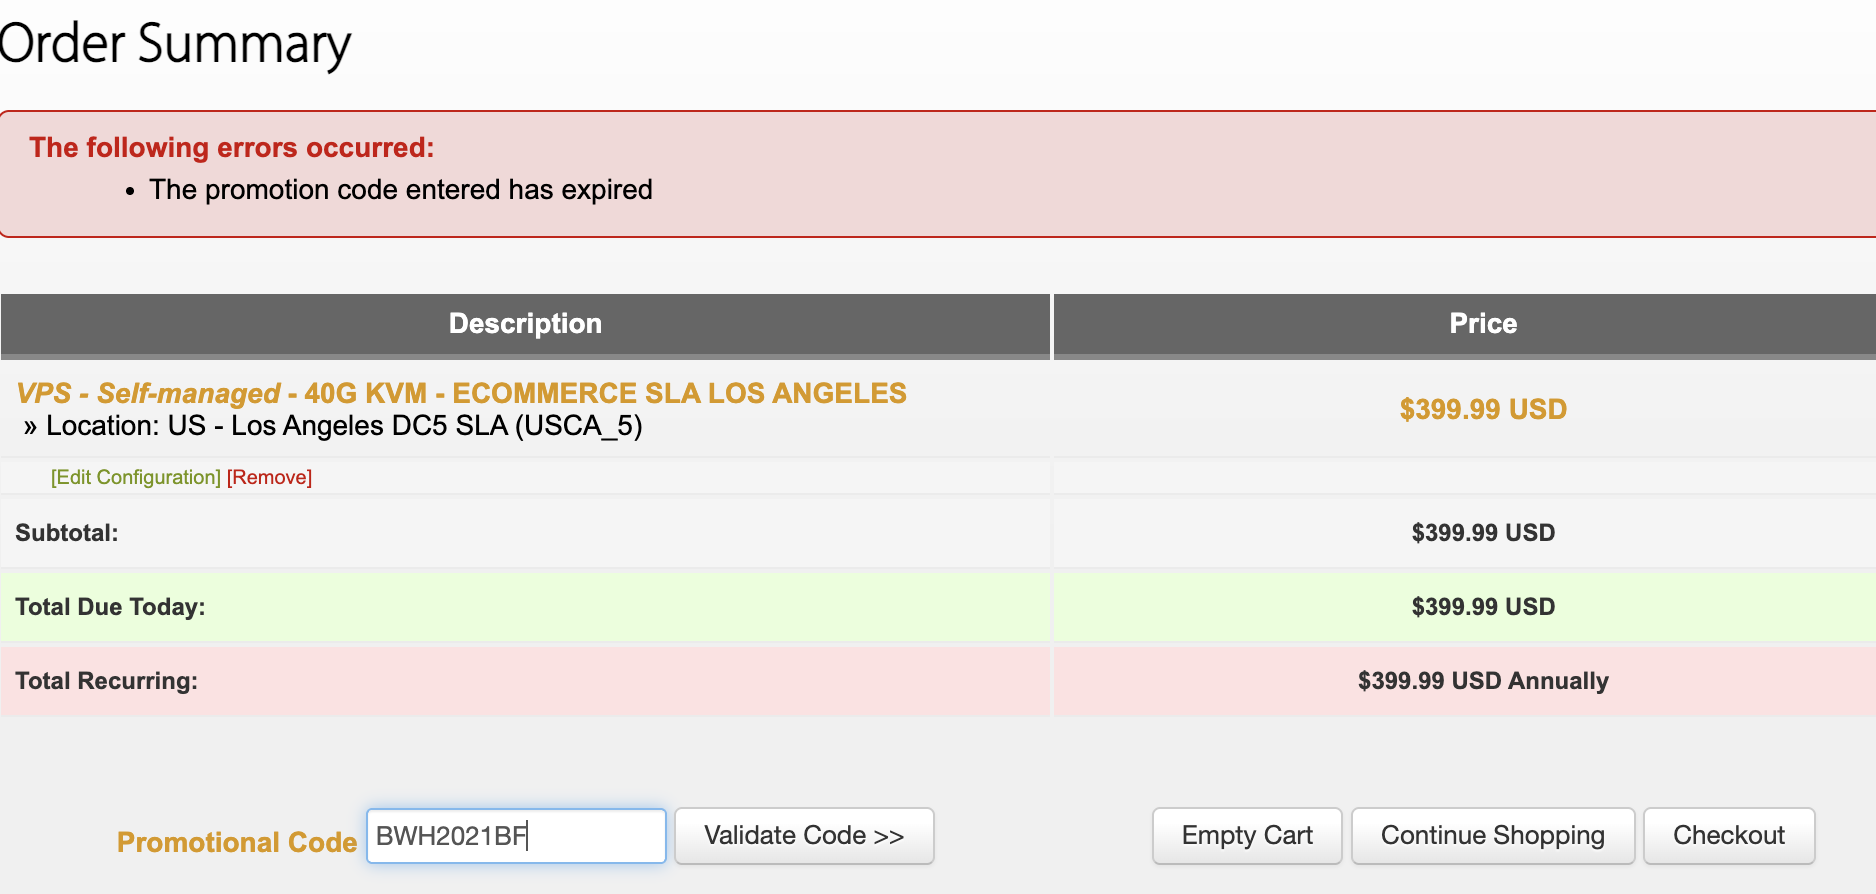 Order Summary
The following errors occurred:
• The promotion code entered has expired
Description Price
VPS - Self-managed - 40G KVM - ECOMMERCE SLA LOS ANGELES
» Location: US - Los Angeles DC5 SLA (USCA_5)
$399.99 USD
[Edit Configuration] [Remove]
Subtotal: $399.99 USD
Total Due Today: $399.99 USD
Total Recurring: $399.99 USD Annually
Promotional Code BWH2021BF Validate Code >> Empty Cart Continue Shopping Checkout